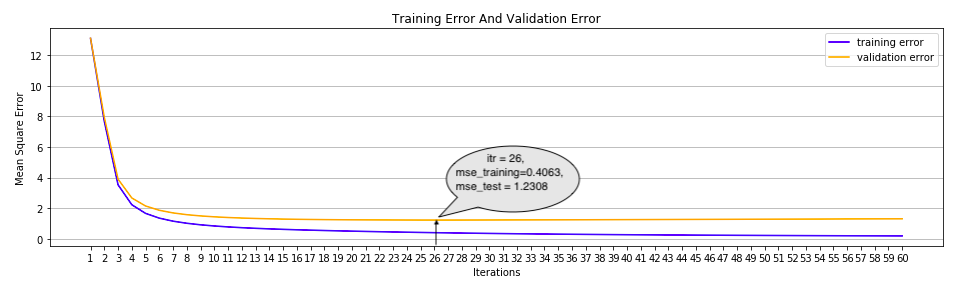 Training Error And Validation Error
training error
validation error
Mean Square Error
12
10
8
6
4
2
0
itr = 26,
mse_training=0.4063,
mse_test = 1.2308
1 2 3 4 5 6 7 8 9 10 11 12 13 14 15 16 17 18 19 20 21 22 23 24 25 26 27 28 29 30 31 32 33 34 35 36 37 38 39 40 41 42 43 44 45 46 47 48 49 50 51 52 53 54 55 56 57 58 59 60
Iterations